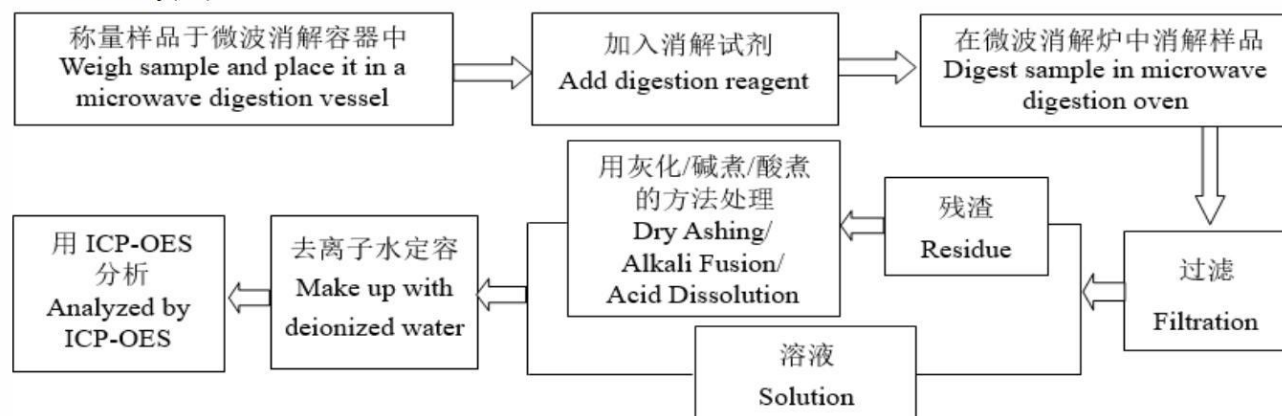 称量样品于微波消解容器中
Weigh sample and place it in a
microwave digestion vessel
加入消解试剂
Add digestion reagent
在微波消解炉中消解样品
Digest sample in microwave
digestion oven
过滤
Filtration
残渣
Residue
用灰化/碱煮/酸煮
的方法处理
Dry Ashing/
Alkali Fusion/
Acid Dissolution
溶液
Solution
去离子水定容
Make up with
deionized water
用 ICP-OES
分析
Analyzed by
ICP-OES